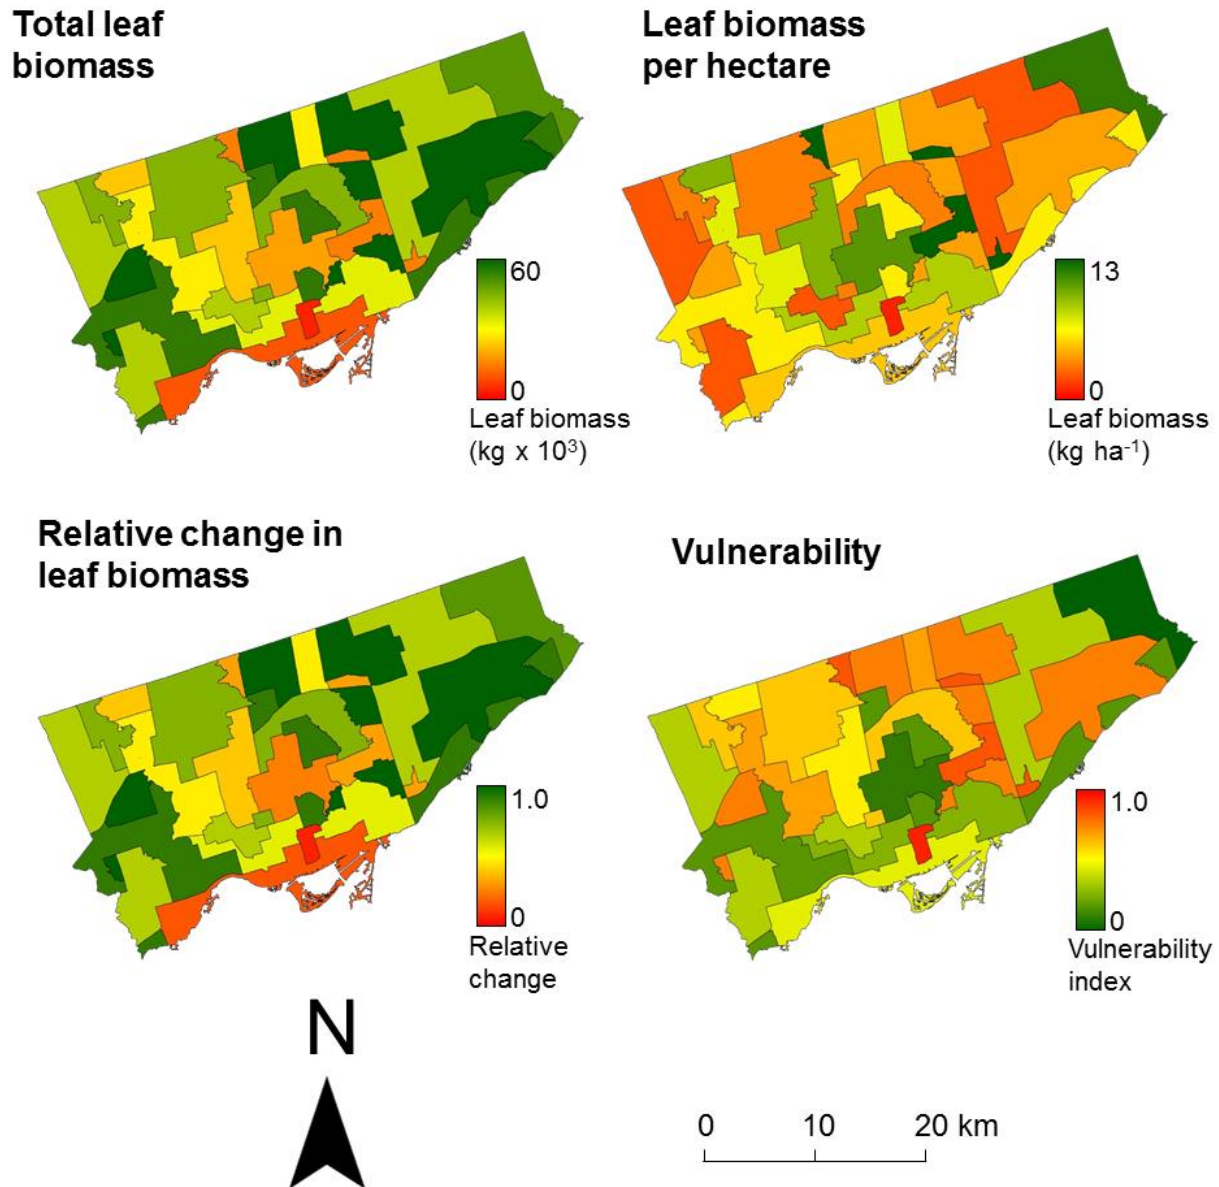 Total leaf
biomass
60
0
Leaf biomass
(kg x 10³)
Leaf biomass
per hectare
13
0
Leaf biomass
(kg ha⁻¹)
Relative change in
leaf biomass
1.0
0
Relative
change
Vulnerability
1.0
0
Vulnerability
index
N
0 10 20 km